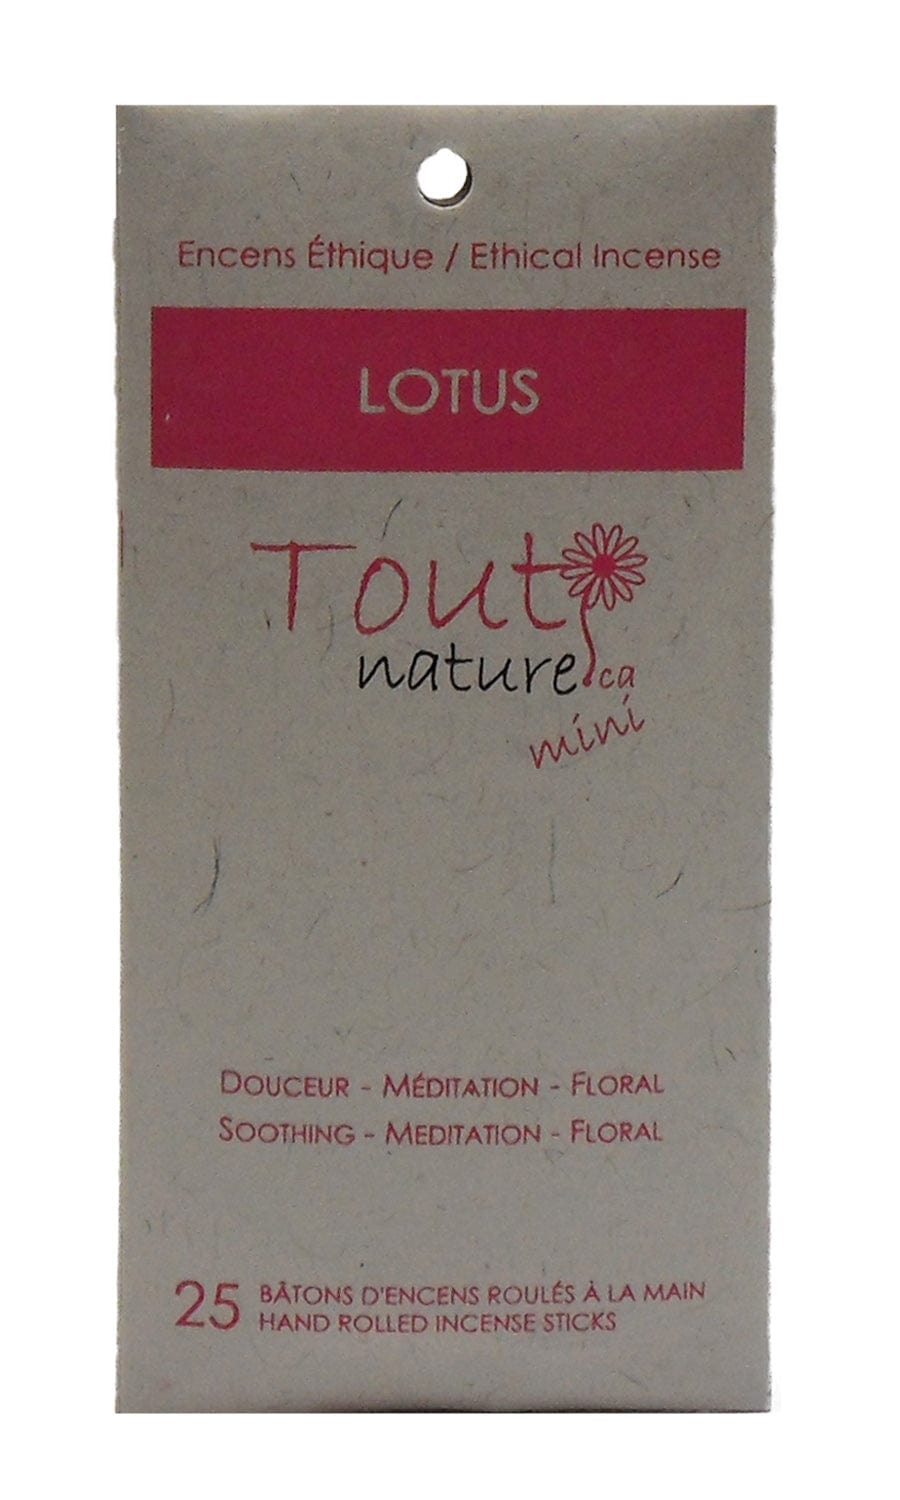 Encens Éthique / Ethical Incense
LOTUS
Tout
nature.ca
mini
DOUCEUR - MÉDITATION - FLORAL
SOOTHING - MEDITATION - FLORAL
25 BÂTONS D'ENCENS ROULÉS À LA MAIN
HAND ROLLED INCENSE STICKS